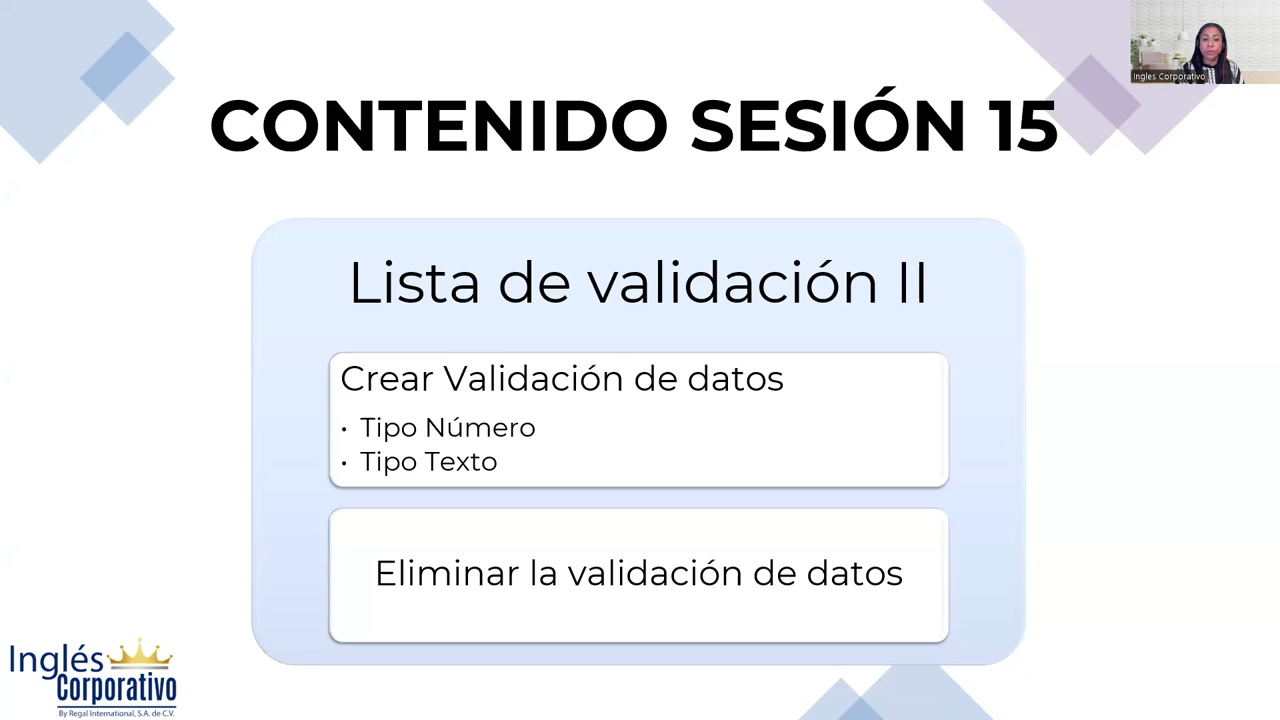 Ingles Corporativo
CONTENIDO SESIÓN 15
Lista de validación II
Crear Validación de datos
• Tipo Número
• Tipo Texto
Eliminar la validación de datos
Inglés
Corporativo
By Regal International, S.A. de C.V.